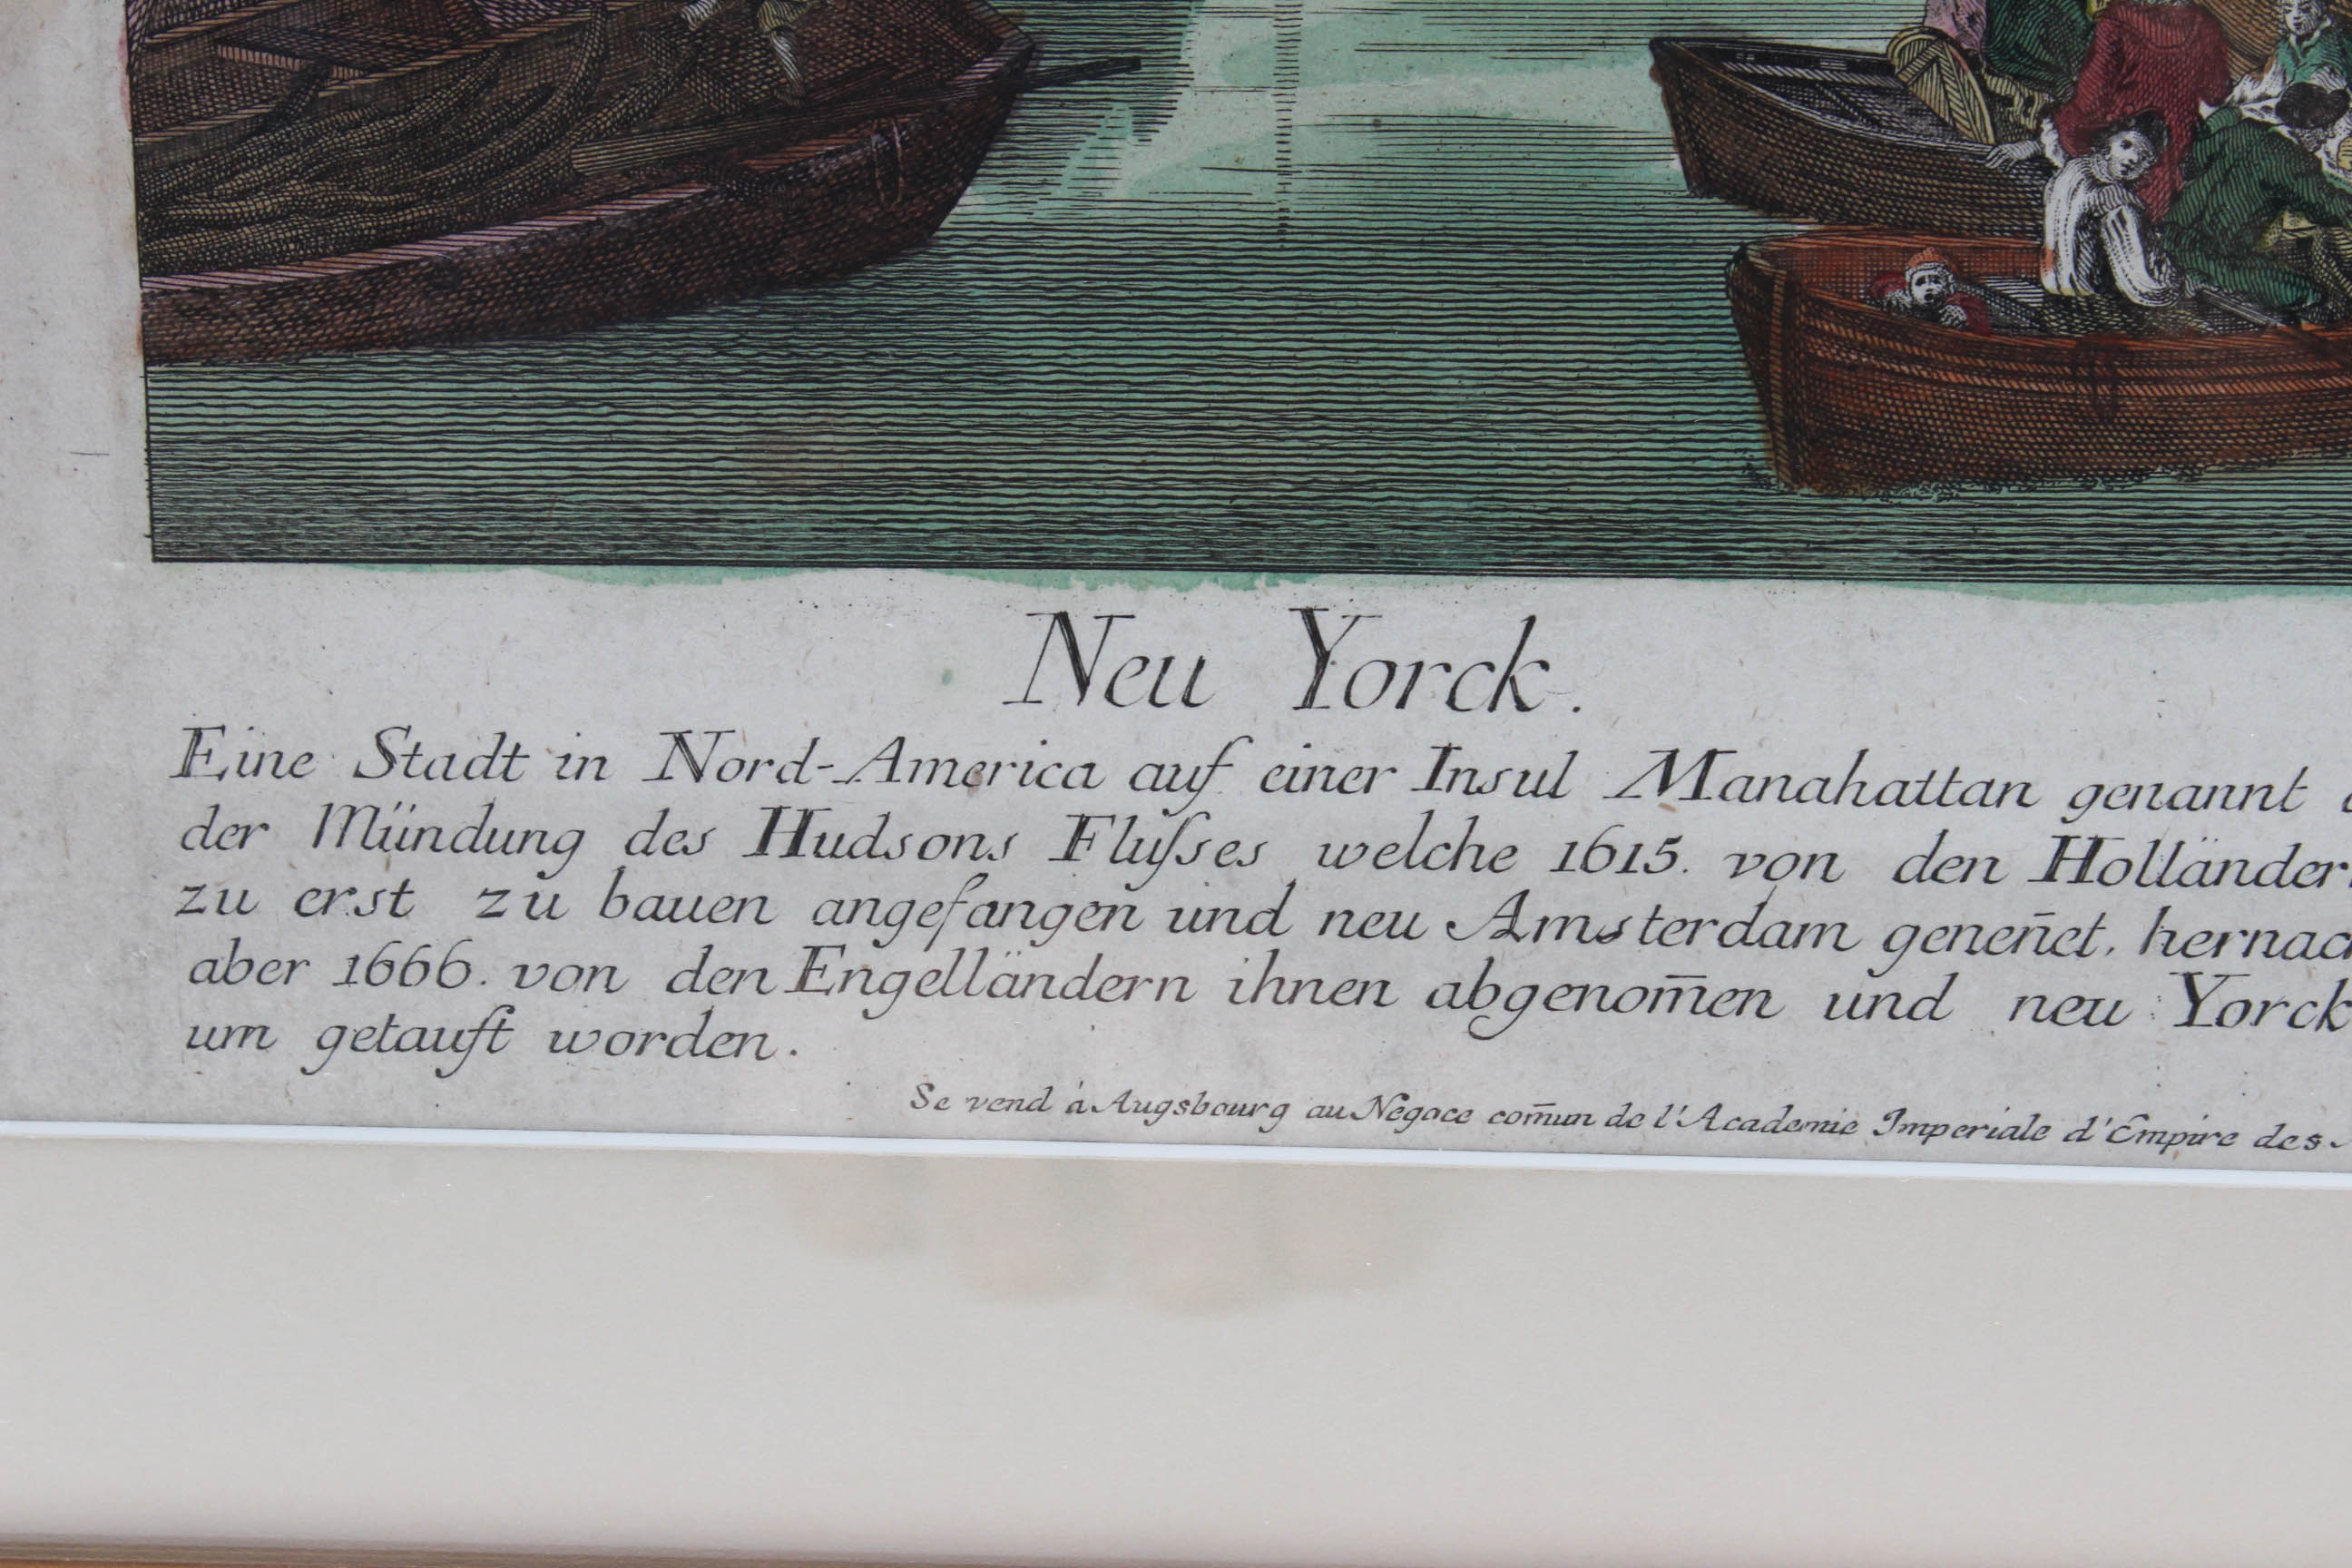 Neu Yorck.
Eine Stadt in Nord-America auf einer Insul Manahattan genannt
der Mündung des Hudsons Flusses welche 1615. von den Holländer
zu erst zu bauen angefangen und neu Amsterdam genen̄et, hernac
aber 1666. von den Engelländern ihnen abgenom̄en und neu Yorck
um getauft worden.
Se vend à Augsbourg au Negoce com̄un de l'Academie Imperiale d'Empire des